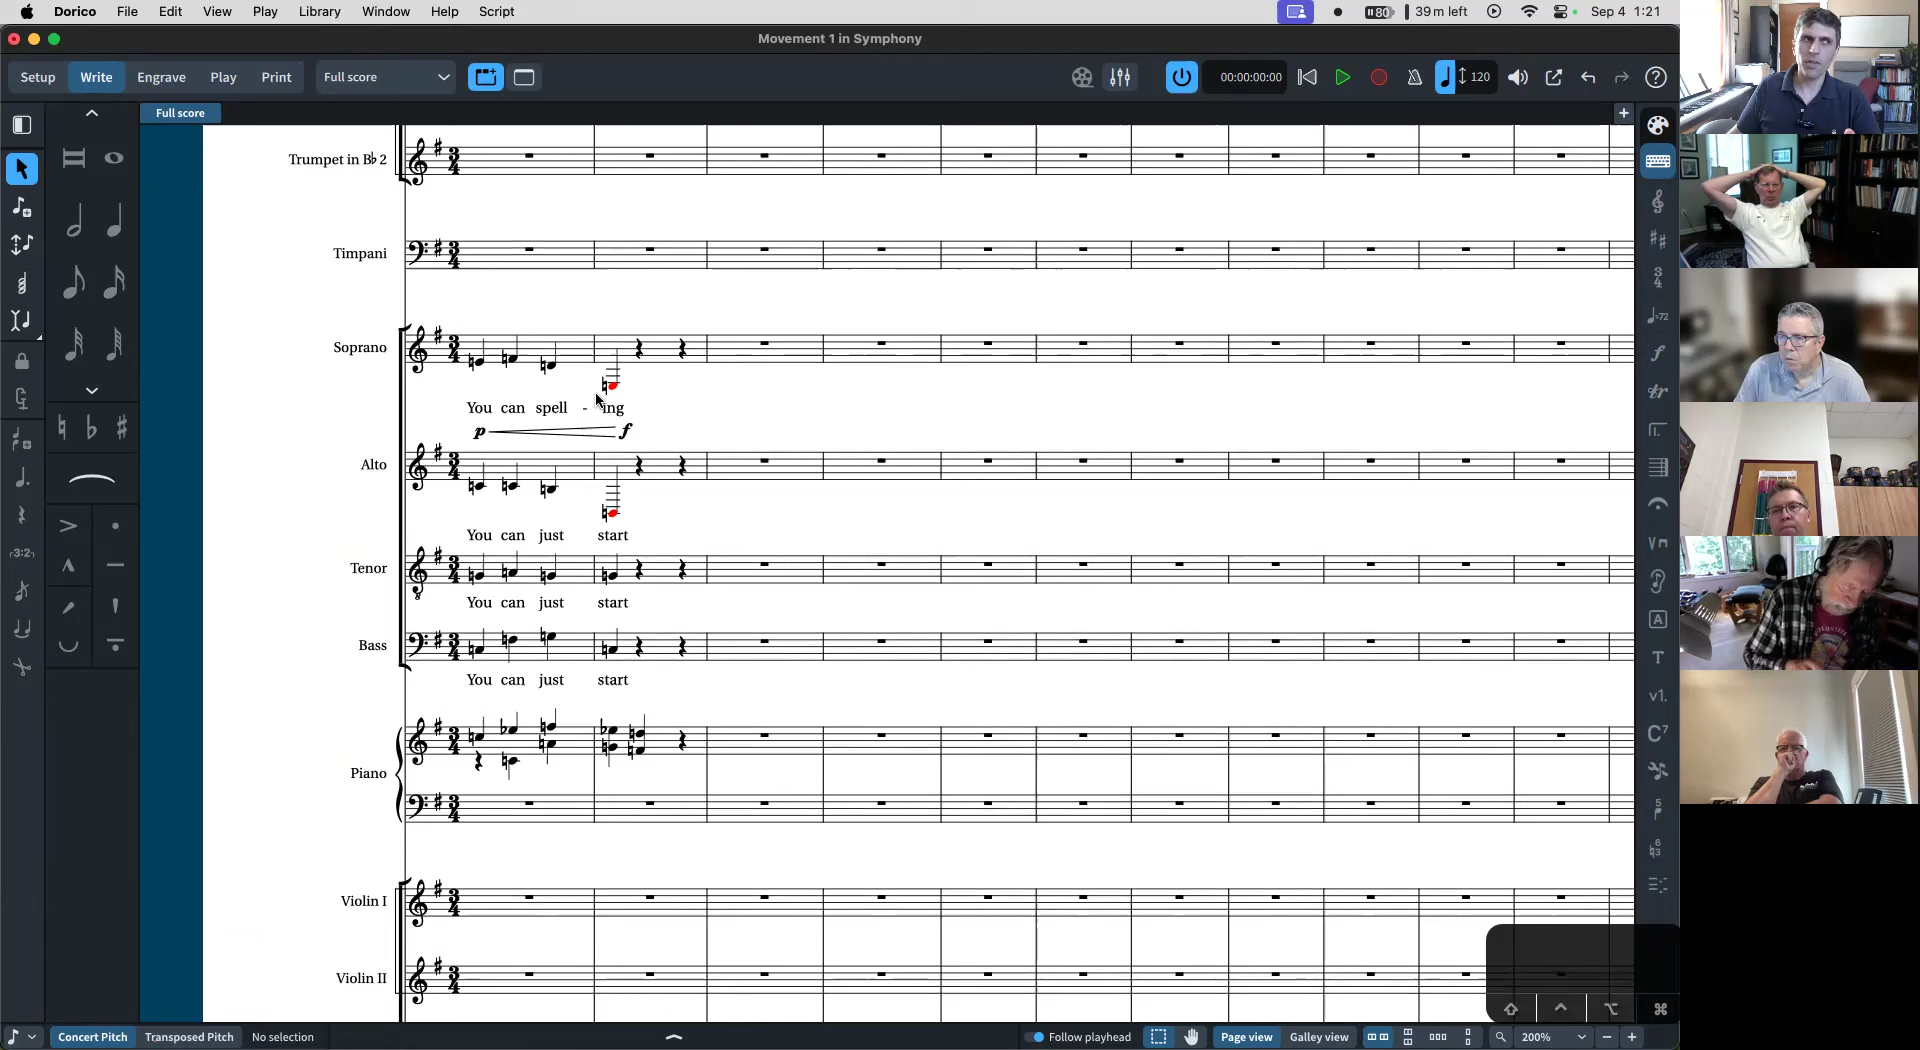 Dorico File Edit View Play Library Window Help Script 80 39 m left Sep 4 1:21
Movement 1 in Symphony
Setup Write Engrave Play Print Full score 00:00:00:00 120
Full score
Trumpet in B♭ 2
Timpani
Soprano
You can spell - ing
p f
Alto
You can just start
Tenor
You can just start
Bass
You can just start
Piano
Violin I
Violin II
Concert Pitch Transposed Pitch No selection Follow playhead Page view Galley view 200%